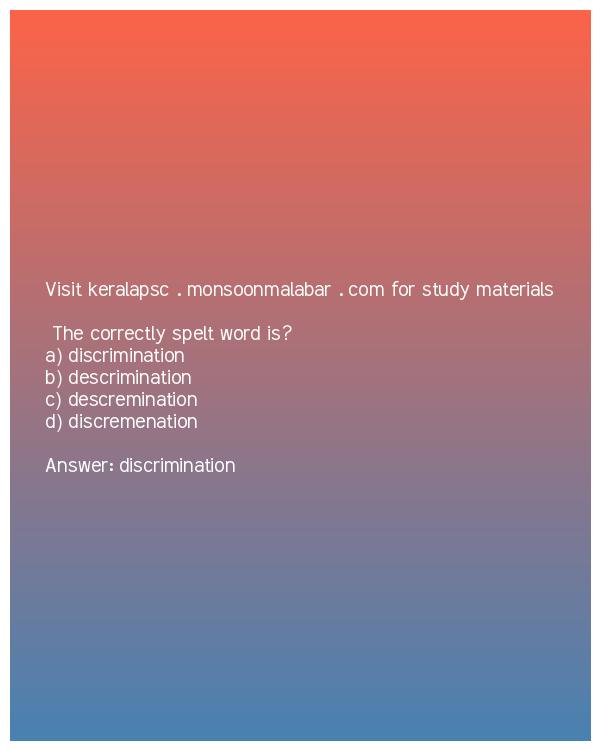 Visit keralapsc . monsoonmalabar . com for study materials
The correctly spelt word is?
a) discrimination
b) descrimination
c) descremination
d) discremenation
Answer: discrimination